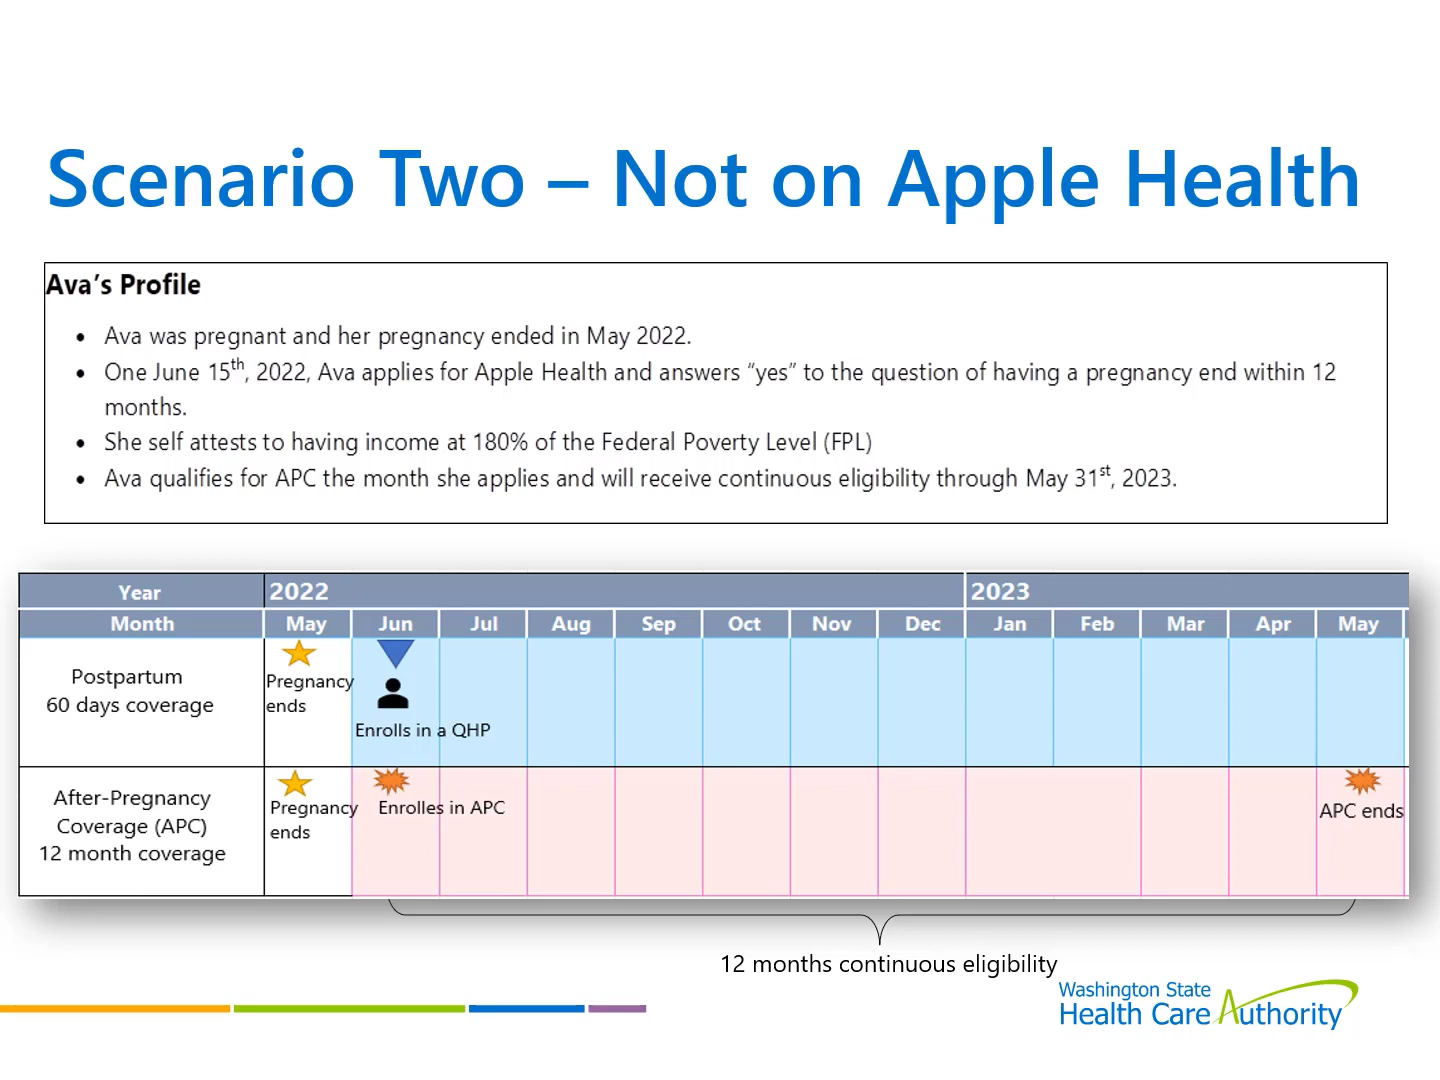 Scenario Two – Not on Apple Health
Ava's Profile
• Ava was pregnant and her pregnancy ended in May 2022.
• One June 15th, 2022, Ava applies for Apple Health and answers “yes” to the question of having a pregnancy end within 12
months.
• She self attests to having income at 180% of the Federal Poverty Level (FPL)
• Ava qualifies for APC the month she applies and will receive continuous eligibility through May 31st, 2023.
Year 2022 2023
Month May Jun Jul Aug Sep Oct Nov Dec Jan Feb Mar Apr May
Postpartum
60 days coverage
Pregnancy
ends
Enrolls in a QHP
After-Pregnancy
Coverage (APC)
12 month coverage
Pregnancy
ends
Enrolles in APC
APC ends
12 months continuous eligibility
Washington State
Health Care Authority